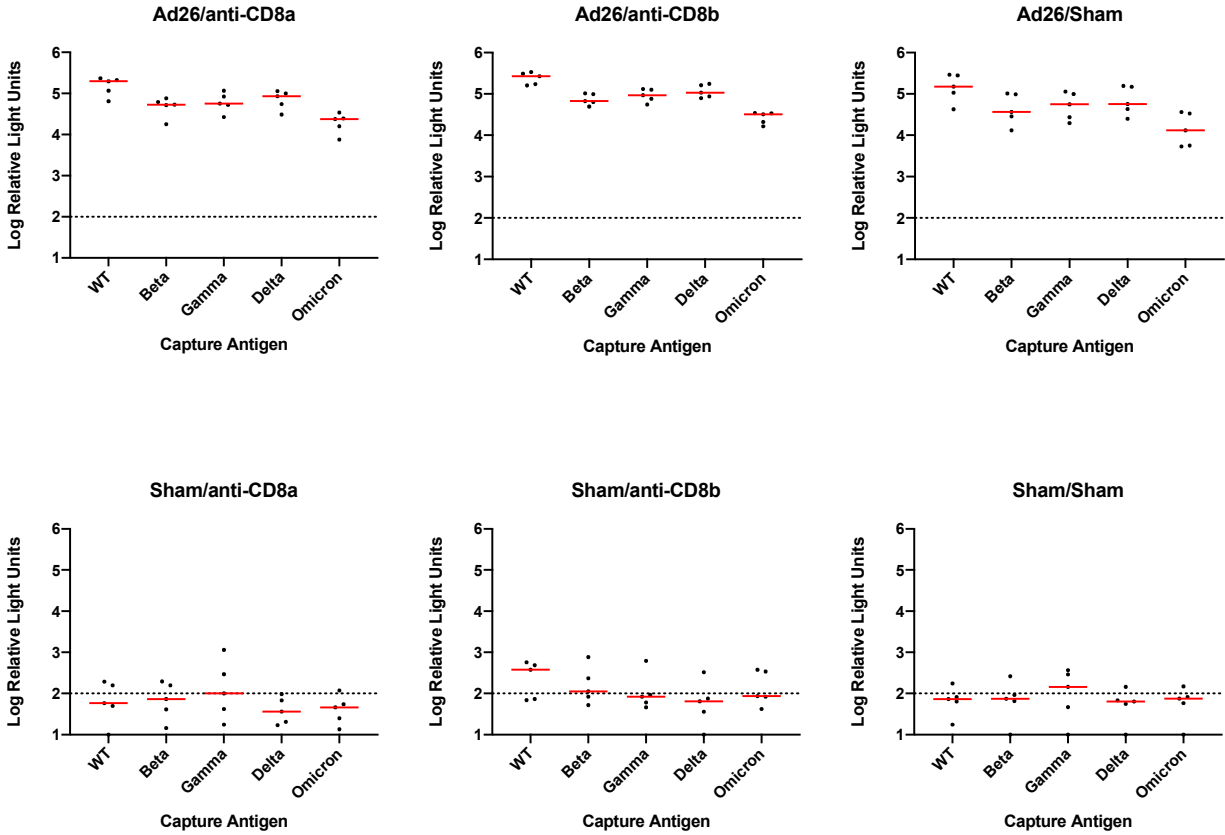 Ad26/anti-CD8a
Log Relative Light Units
6
5
4
3
2
1
WT
Beta
Gamma
Delta
Omicron
Capture Antigen
Ad26/anti-CD8b
Log Relative Light Units
6
5
4
3
2
1
WT
Beta
Gamma
Delta
Omicron
Capture Antigen
Ad26/Sham
Log Relative Light Units
6
5
4
3
2
1
WT
Beta
Gamma
Delta
Omicron
Capture Antigen
Sham/anti-CD8a
Log Relative Light Units
6
5
4
3
2
1
WT
Beta
Gamma
Delta
Omicron
Capture Antigen
Sham/anti-CD8b
Log Relative Light Units
6
5
4
3
2
1
WT
Beta
Gamma
Delta
Omicron
Capture Antigen
Sham/Sham
Log Relative Light Units
6
5
4
3
2
1
WT
Beta
Gamma
Delta
Omicron
Capture Antigen